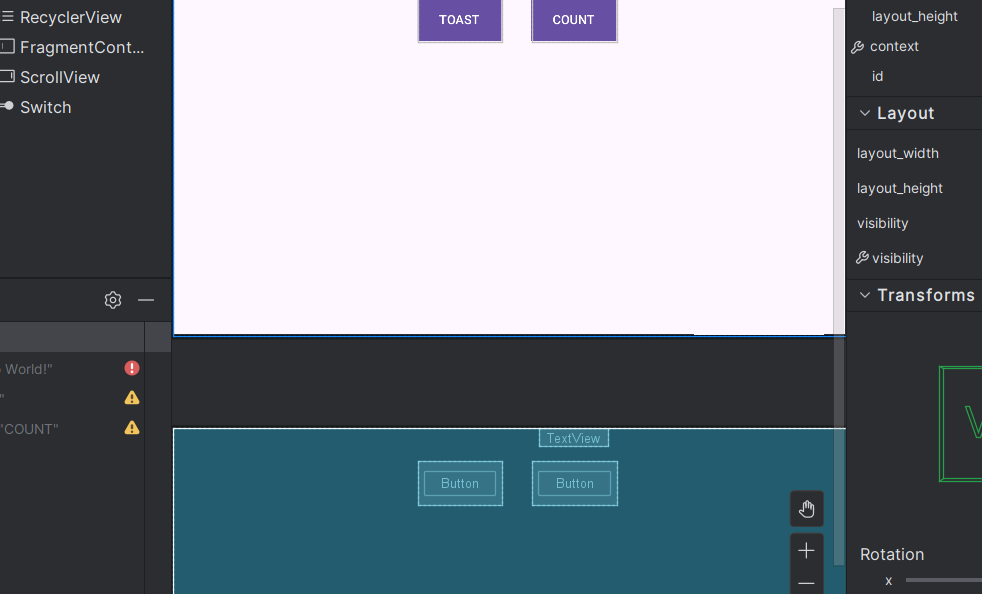 RecyclerView
FragmentCont...
ScrollView
Switch
World!"
"
"COUNT"
TOAST
COUNT
TextView
Button
Button
layout_height
context
id
Layout
layout_width
layout_height
visibility
visibility
Transforms
Rotation
x